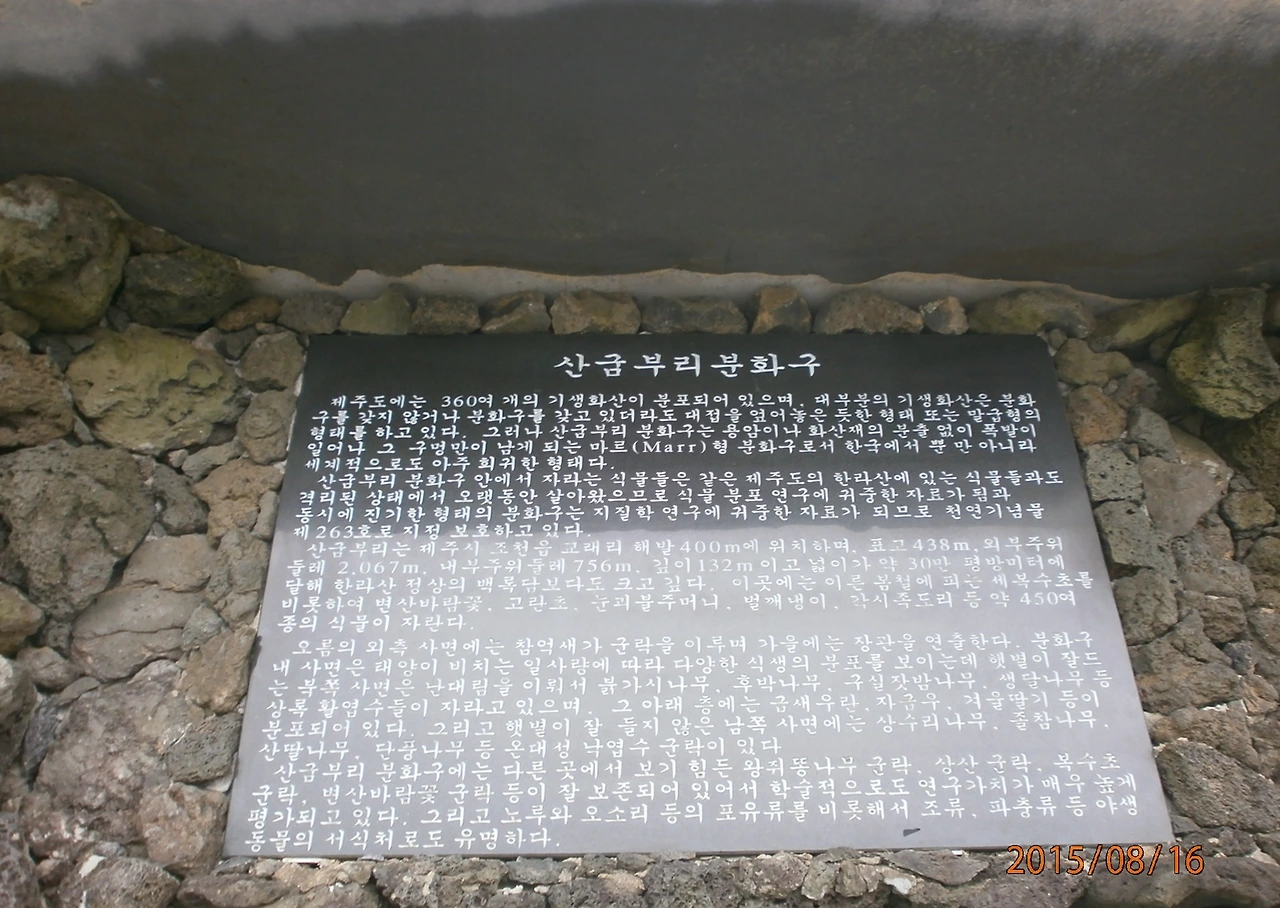 산굼부리분화구
제주도에는 360여 개의 기생화산이 분포되어 있으며, 대부분의 기생화산은 분화
구를 갖지 않거나 분화구를 갖고 있더라도 대접을 엎어놓은 듯한 형태 또는 말굽형의
형태를 하고 있다. 그러나 산굼부리 분화구는 용암이나 화산재의 분출 없이 폭발이
일어나 그 구멍만이 남게 되는 마르(Marr)형 분화구로서 한국에서 뿐 만 아니라
세계적으로도 아주 희귀한 형태다.
산굼부리 분화구 안에서 자라는 식물들은 같은 제주도의 한라산에 있는 식물들과도
격리된 상태에서 오랫동안 살아왔으므로 식물 분포 연구에 귀중한 자료가 됨과
동시에 진기한 형태의 분화구는 지질학 연구에 귀중한 자료가 되므로 천연기념물
제263호로 지정 보호하고 있다.
산굼부리는 제주시 조천읍 교래리 해발400m에 위치하며, 표고438m,외부주위
둘레 2,067m, 내부주위둘레756m, 깊이132m이고 넓이가 약 30만 평방미터에
달해 한라산 정상의 백록담보다도 크고 깊다. 이곳에는 이른 봄철에 피는 세복수초를
비롯하여 변산바람꽃, 고란초, 눈괴불주머니, 벌깨냉이, 각시족도리 등 약 450여
종의 식물이 자란다.
오름의 외측 사면에는 참억새가 군락을 이루며 가을에는 장관을 연출한다. 분화구
내 사면은 태양이 비치는 일사량에 따라 다양한 식생의 분포를 보이는데 햇볕이 잘드
는 북쪽 사면은 난대림을 이뤄서 붉가시나무, 후박나무, 구실잣밤나무, 생달나무 등
상록 활엽수들이 자라고 있으며, 그 아래 층에는 금새우란, 자금우, 겨울딸기 등이
분포되어 있다. 그리고 햇볕이 잘 들지 않은 남쪽 사면에는 상수리나무, 졸참나무,
산딸나무, 단풍나무 등 온대성 낙엽수 군락이 있다
산굼부리 분화구에는 다른 곳에서 보기 힘든 왕쥐똥나무 군락, 상산 군락, 복수초
군락, 변산바람꽃 군락 등이 잘 보존되어 있어서 학술적으로도 연구가치가 매우 높게
평가되고 있다. 그리고 노루와 오소리 등의 포유류를 비롯해서 조류, 파충류 등 야생
동물의 서식처로도 유명하다.
2015/08/16